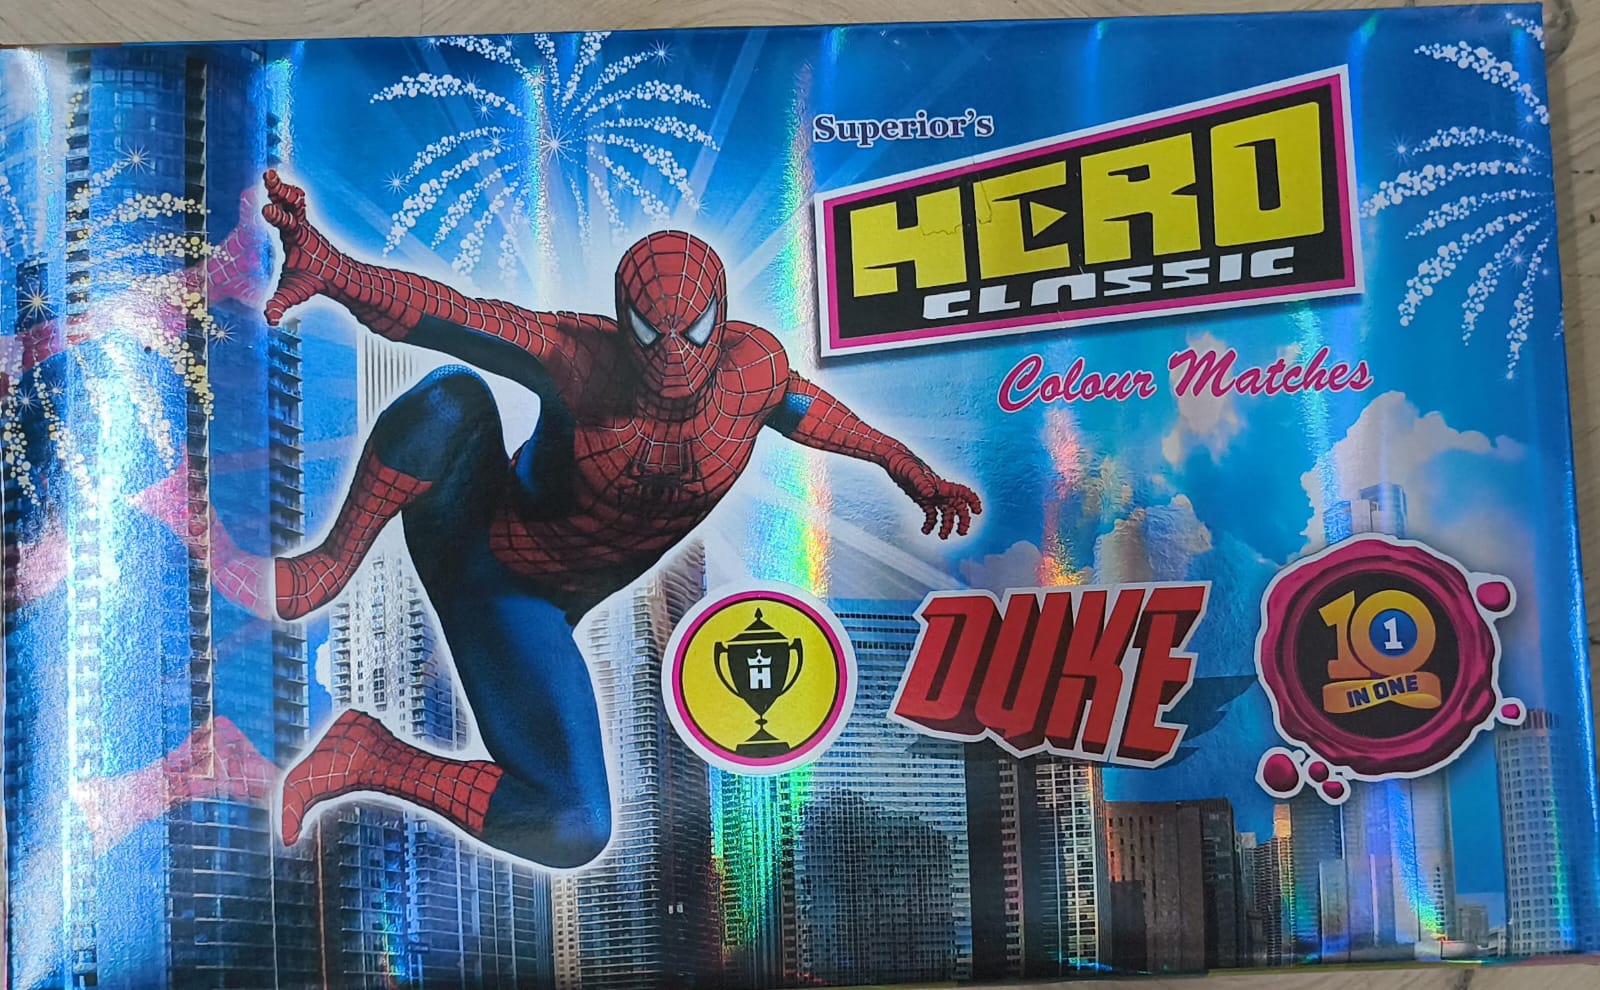 Superior's
HERO
CLASSIC
Colour Matches
H
DUKE
10
1
IN ONE